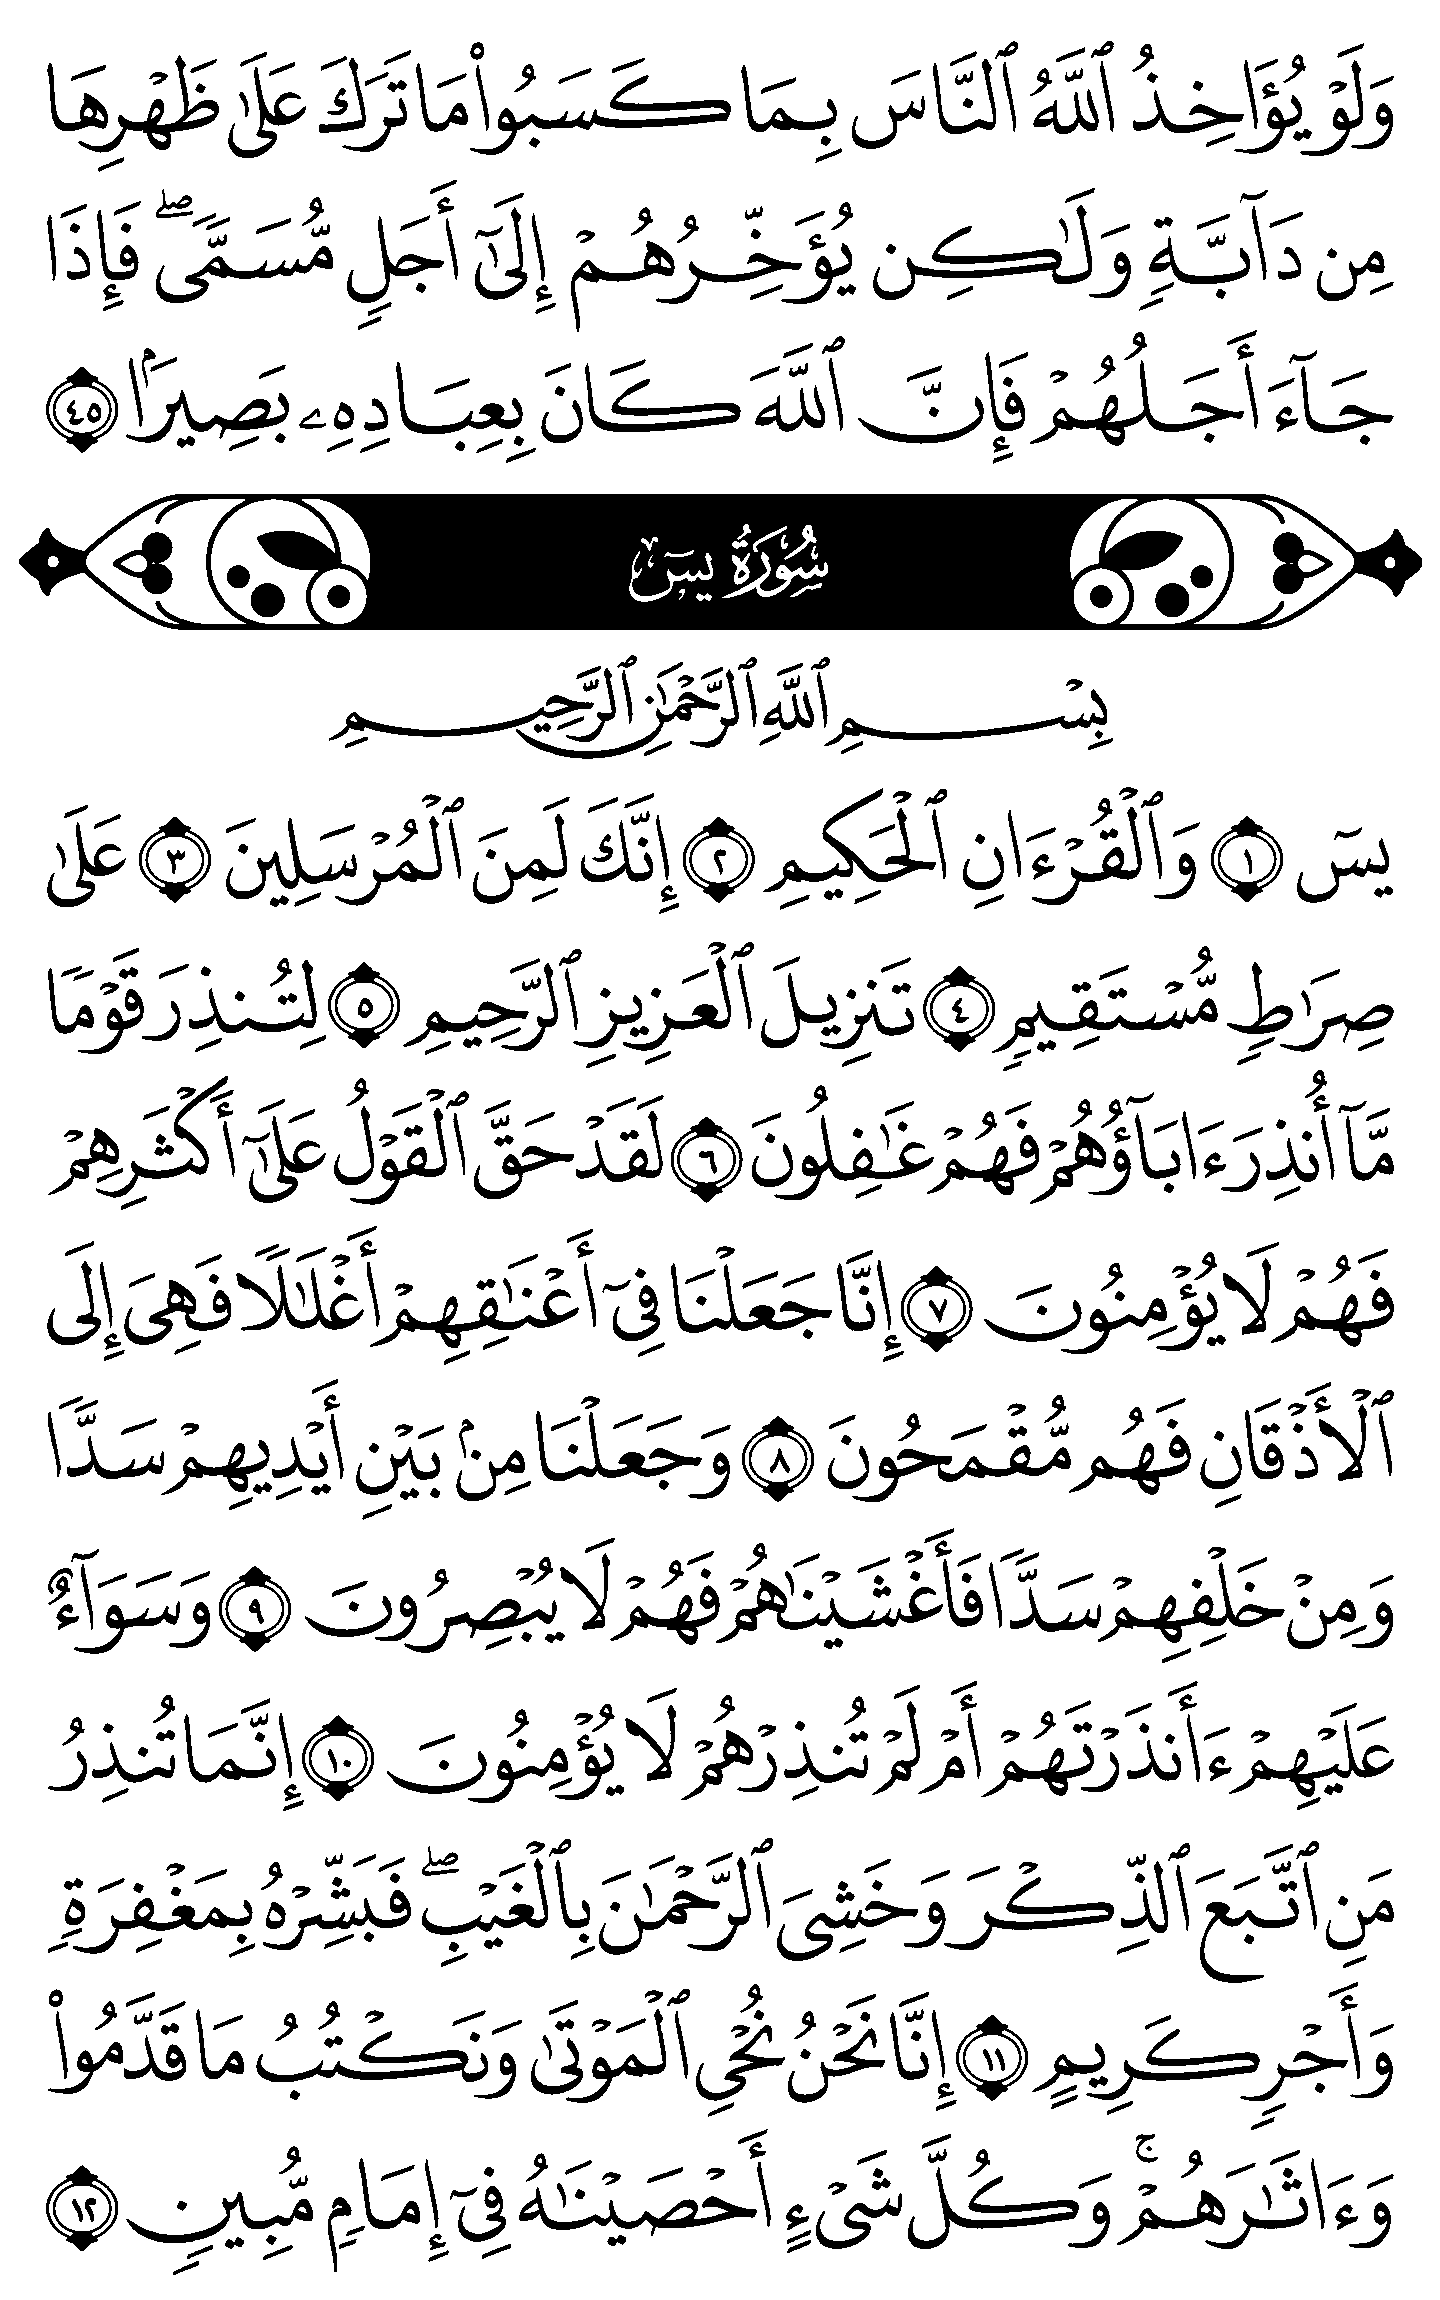 وَلَوۡ يُؤَاخِذُ ٱللَّهُ ٱلنَّاسَ بِمَا كَسَبُواْ مَا تَرَكَ عَلَىٰ ظَهۡرِهَا
مِن دَآبَّةٖ وَلَٰكِن يُؤَخِّرُهُمۡ إِلَىٰٓ أَجَلٖ مُّسَمّٗىۖ فَإِذَا
جَآءَ أَجَلُهُمۡ فَإِنَّ ٱللَّهَ كَانَ بِعِبَادِهِۦ بَصِيرَۢا ٤٥
سُورَةُ يسٓ
بِسۡمِ ٱللَّهِ ٱلرَّحۡمَٰنِ ٱلرَّحِيمِ
يسٓ ١ وَٱلۡقُرۡءَانِ ٱلۡحَكِيمِ ٢ إِنَّكَ لَمِنَ ٱلۡمُرۡسَلِينَ ٣ عَلَىٰ
صِرَٰطٖ مُّسۡتَقِيمٖ ٤ تَنزِيلَ ٱلۡعَزِيزِ ٱلرَّحِيمِ ٥ لِتُنذِرَ قَوۡمٗا
مَّآ أُنذِرَ ءَابَآؤُهُمۡ فَهُمۡ غَٰفِلُونَ ٦ لَقَدۡ حَقَّ ٱلۡقَوۡلُ عَلَىٰٓ أَكۡثَرِهِمۡ
فَهُمۡ لَا يُؤۡمِنُونَ ٧ إِنَّا جَعَلۡنَا فِيٓ أَعۡنَٰقِهِمۡ أَغۡلَٰلٗا فَهِيَ إِلَى
ٱلۡأَذۡقَانِ فَهُم مُّقۡمَحُونَ ٨ وَجَعَلۡنَا مِنۢ بَيۡنِ أَيۡدِيهِمۡ سَدّٗا
وَمِنۡ خَلۡفِهِمۡ سَدّٗا فَأَغۡشَيۡنَٰهُمۡ فَهُمۡ لَا يُبۡصِرُونَ ٩ وَسَوَآءٌ
عَلَيۡهِمۡ ءَأَنذَرۡتَهُمۡ أَمۡ لَمۡ تُنذِرۡهُمۡ لَا يُؤۡمِنُونَ ١٠ إِنَّمَا تُنذِرُ
مَنِ ٱتَّبَعَ ٱلذِّكۡرَ وَخَشِيَ ٱلرَّحۡمَٰنَ بِٱلۡغَيۡبِۖ فَبَشِّرۡهُ بِمَغۡفِرَةٖ
وَأَجۡرٖ كَرِيمٍ ١١ إِنَّا نَحۡنُ نُحۡيِ ٱلۡمَوۡتَىٰ وَنَكۡتُبُ مَا قَدَّمُواْ
وَءَاثَٰرَهُمۡۚ وَكُلَّ شَيۡءٍ أَحۡصَيۡنَٰهُ فِيٓ إِمَامٖ مُّبِينٖ ١٢